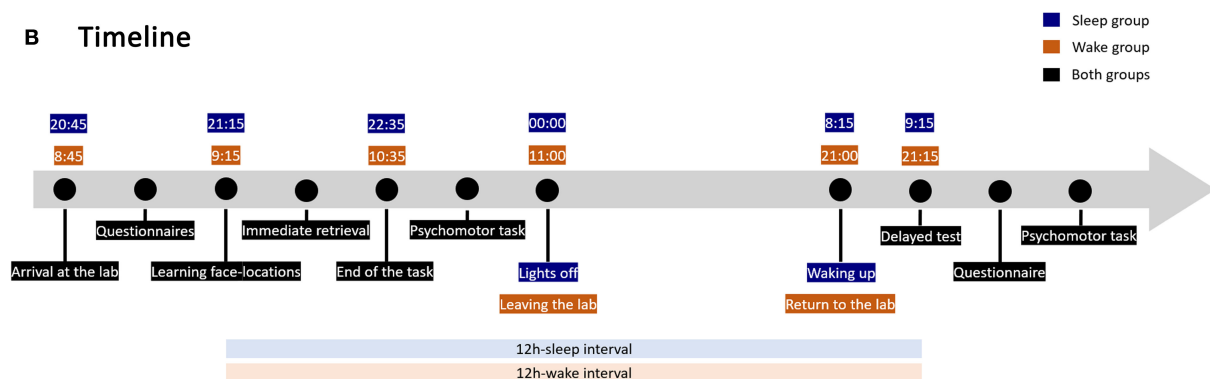 B Timeline
Sleep group
Wake group
Both groups
20:45 21:15 22:35 00:00 8:15 9:15
8:45 9:15 10:35 11:00 21:00 21:15
Questionnaires Immediate retrieval Psychomotor task Delayed test Psychomotor task
Arrival at the lab Learning face-locations End of the task Lights off Waking up Questionnaire
Leaving the lab Return to the lab
12h-sleep interval
12h-wake interval